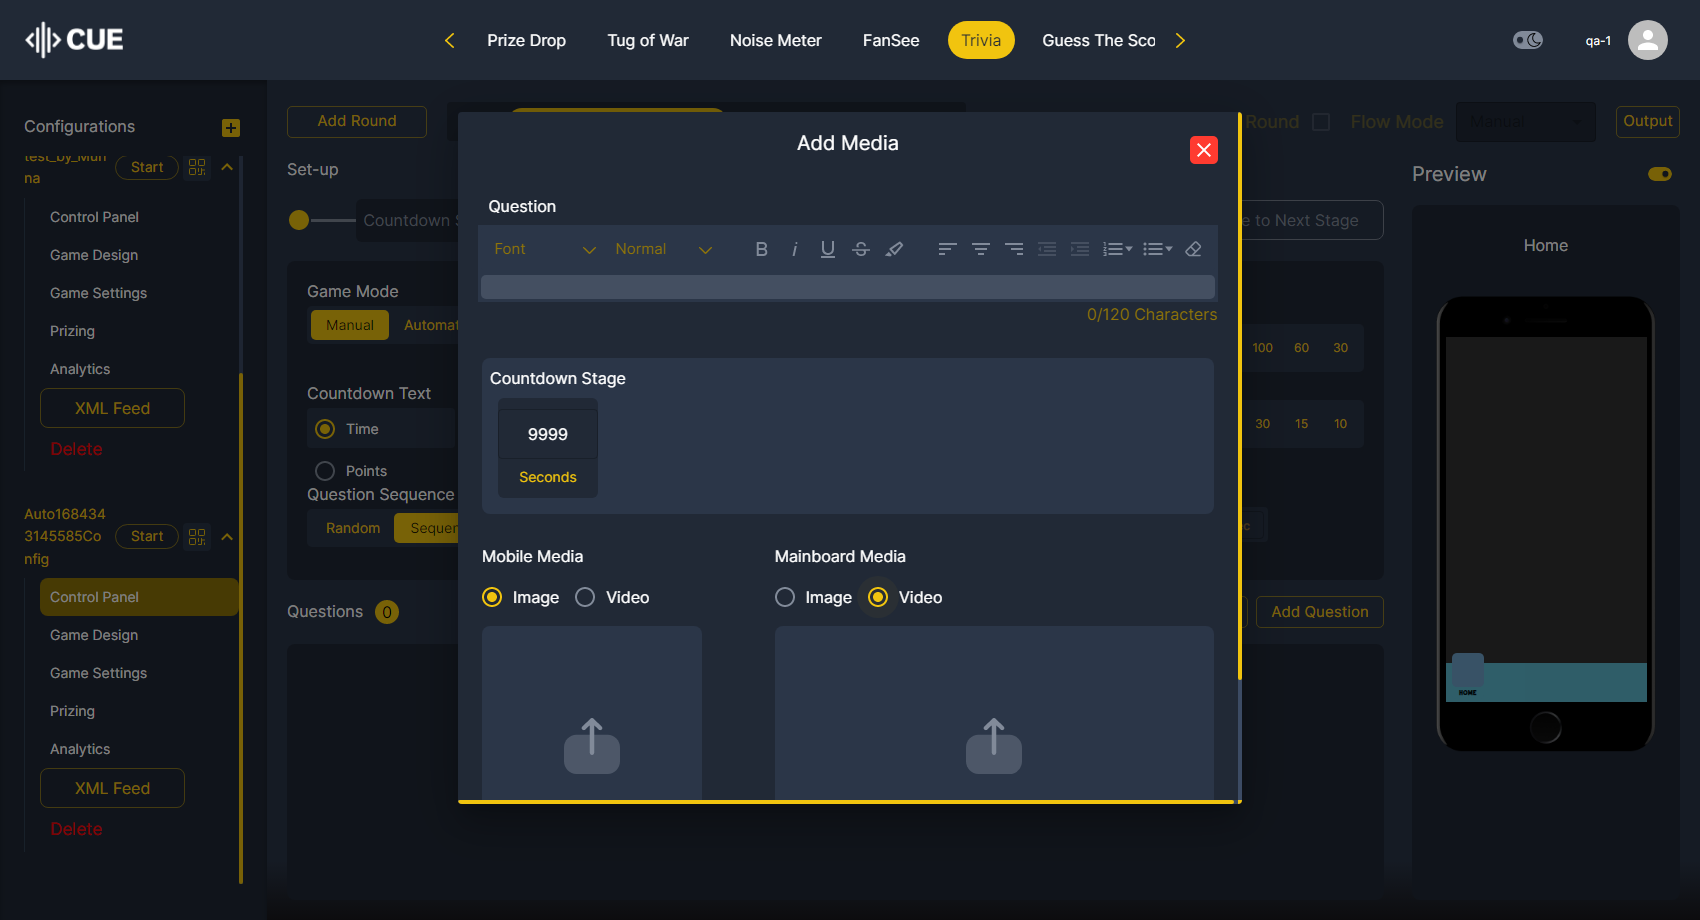 CUE
Prize Drop
Tug of War
Noise Meter
FanSee
Trivia
Guess The Sco
qa-1
Configurations
test_by_Mun
na
Start
Control Panel
Game Design
Game Settings
Prizing
Analytics
XML Feed
Delete
Auto168434
3145585Co
nfig
Start
Control Panel
Game Design
Game Settings
Prizing
Analytics
XML Feed
Delete
Add Round
Round
Flow Mode
Manual
Output
Set-up
Countdown S
e to Next Stage
Game Mode
Manual
Automat
100 60 30
Countdown Text
Time
Points
30 15 10
Question Sequence
Random
Sequen
c
Questions
0
Add Question
Add Media
Question
Font
Normal
B i U S
0/120 Characters
Countdown Stage
9999
Seconds
Mobile Media
Image
Video
Mainboard Media
Image
Video
Preview
Home
HOME